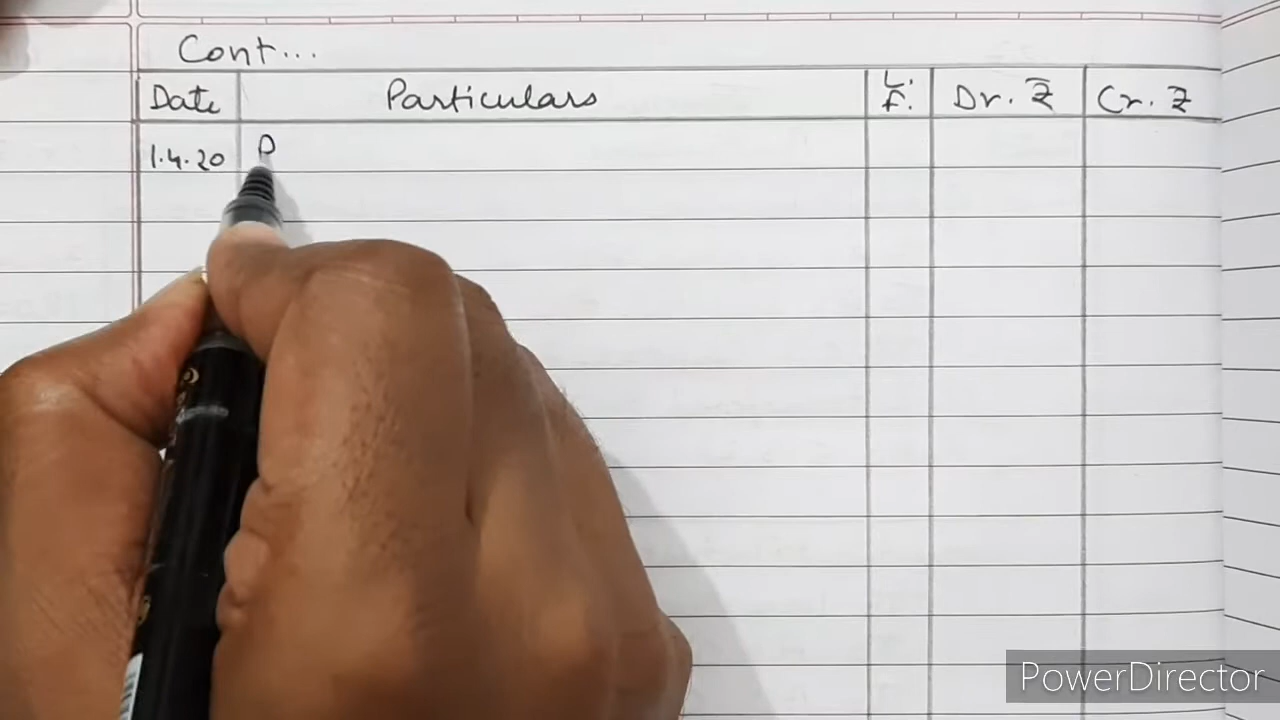 Cont...
Date Particulars L.F. Dr. ₹ Cr. ₹
1.4.20 P
PowerDirector